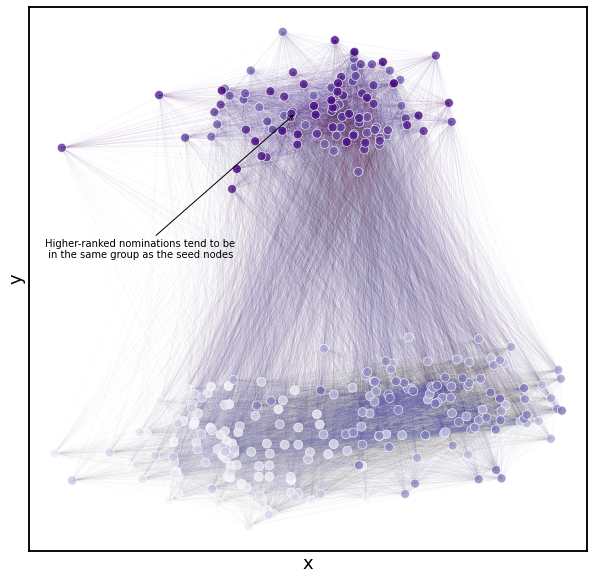 Higher-ranked nominations tend to be
in the same group as the seed nodes
y
x